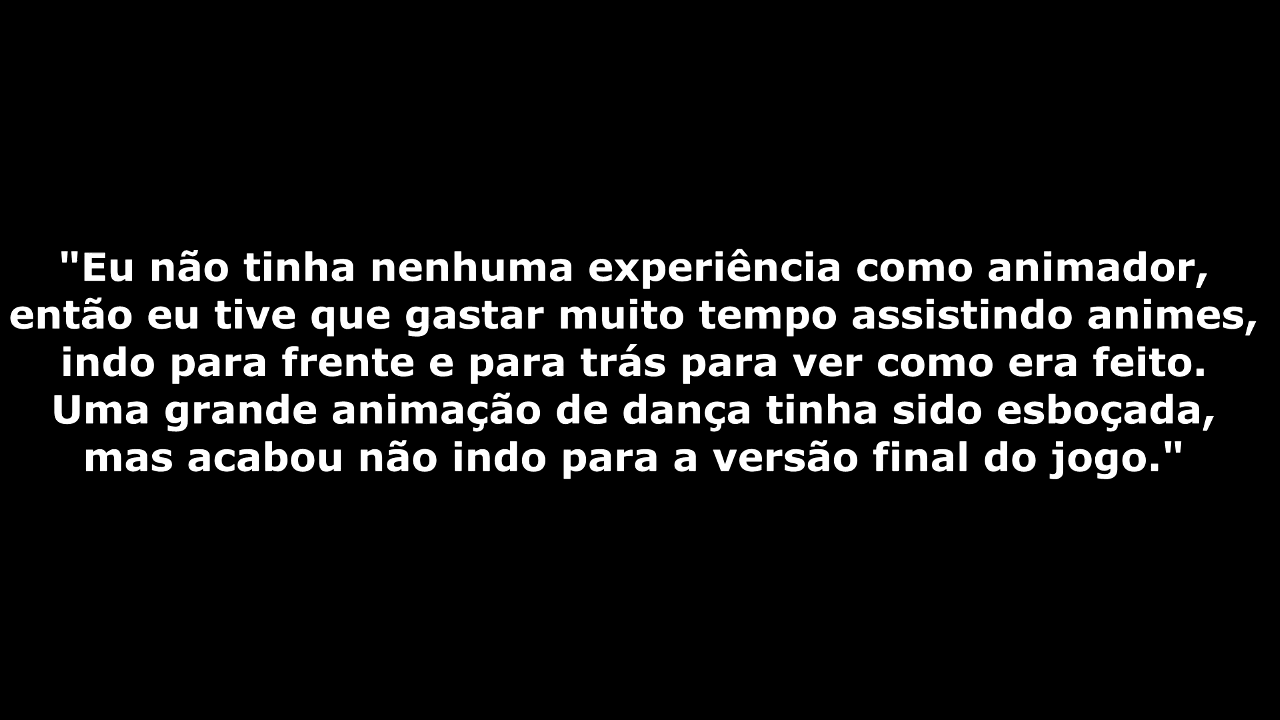 "Eu não tinha nenhuma experiência como animador,
então eu tive que gastar muito tempo assistindo animes,
indo para frente e para trás para ver como era feito.
Uma grande animação de dança tinha sido esboçada,
mas acabou não indo para a versão final do jogo."